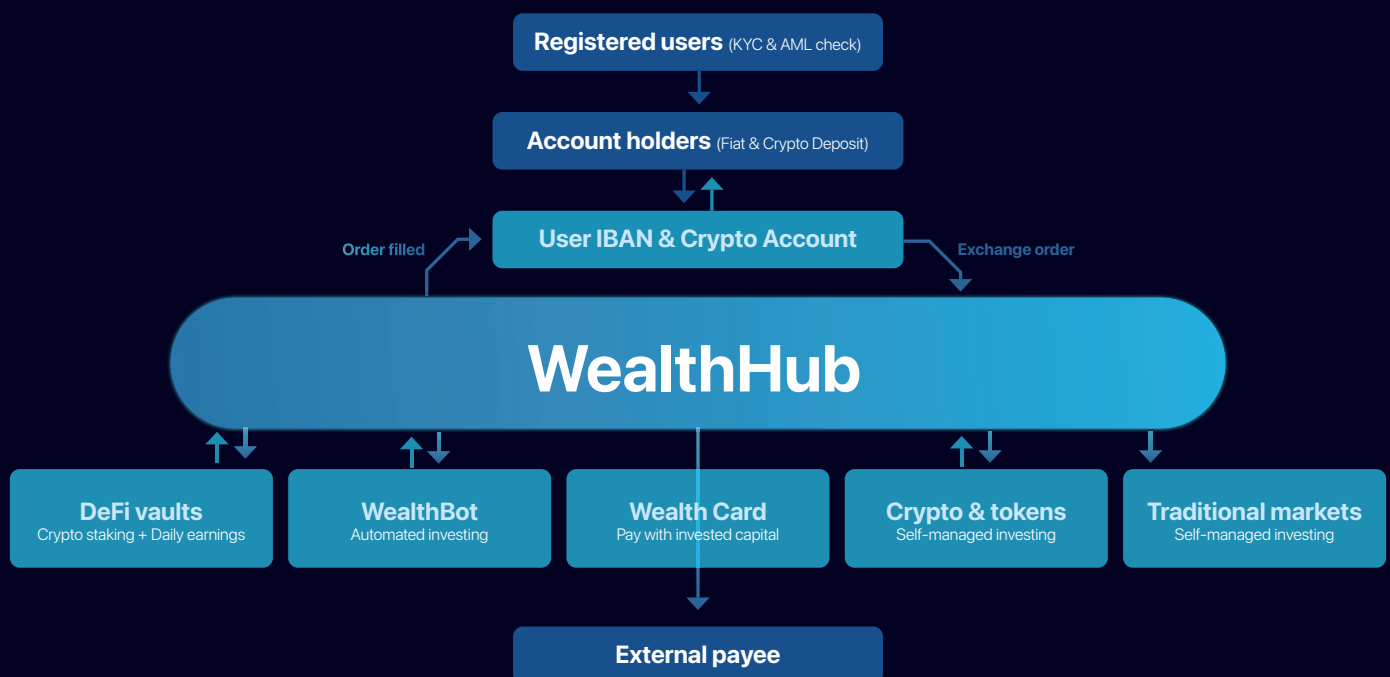 Registered users (KYC & AML check)
Account holders (Fiat & Crypto Deposit)
User IBAN & Crypto Account
Order filled
Exchange order
WealthHub
DeFi vaults
Crypto staking + Daily earnings
WealthBot
Automated investing
Wealth Card
Pay with invested capital
Crypto & tokens
Self-managed investing
Traditional markets
Self-managed investing
External payee